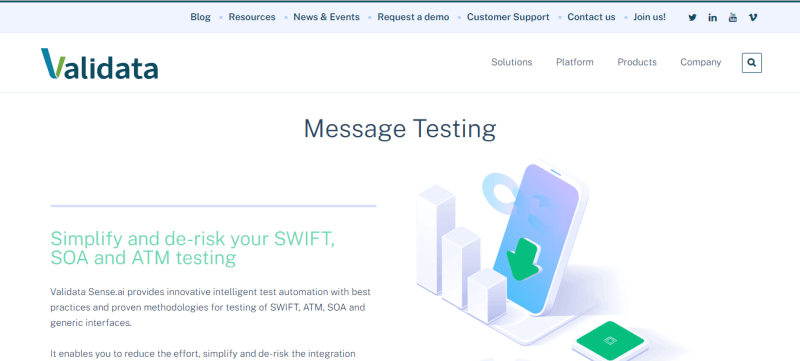 Blog Resources News & Events Request a demo Customer Support Contact us Join us!
Validata
Solutions Platform Products Company
Message Testing
Simplify and de-risk your SWIFT,
SOA and ATM testing
Validata Sense.ai provides innovative intelligent test automation with best
practices and proven methodologies for testing of SWIFT, ATM, SOA and
generic interfaces.
It enables you to reduce the effort, simplify and de-risk the integration